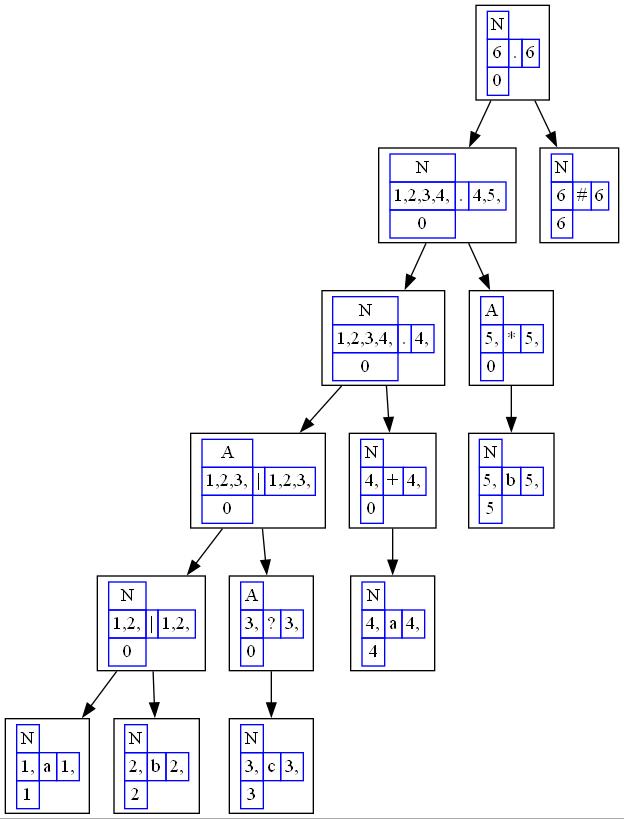 N
6 . 6
0
N
1,2,3,4, . 4,5,
0
N
6 # 6
6
N
1,2,3,4, . 4,
0
A
5, * 5,
0
A
1,2,3, | 1,2,3,
0
N
4, + 4,
0
N
5, b 5,
5
N
1,2, | 1,2,
0
A
3, ? 3,
0
N
4, a 4,
4
N
1, a 1,
1
N
2, b 2,
2
N
3, c 3,
3